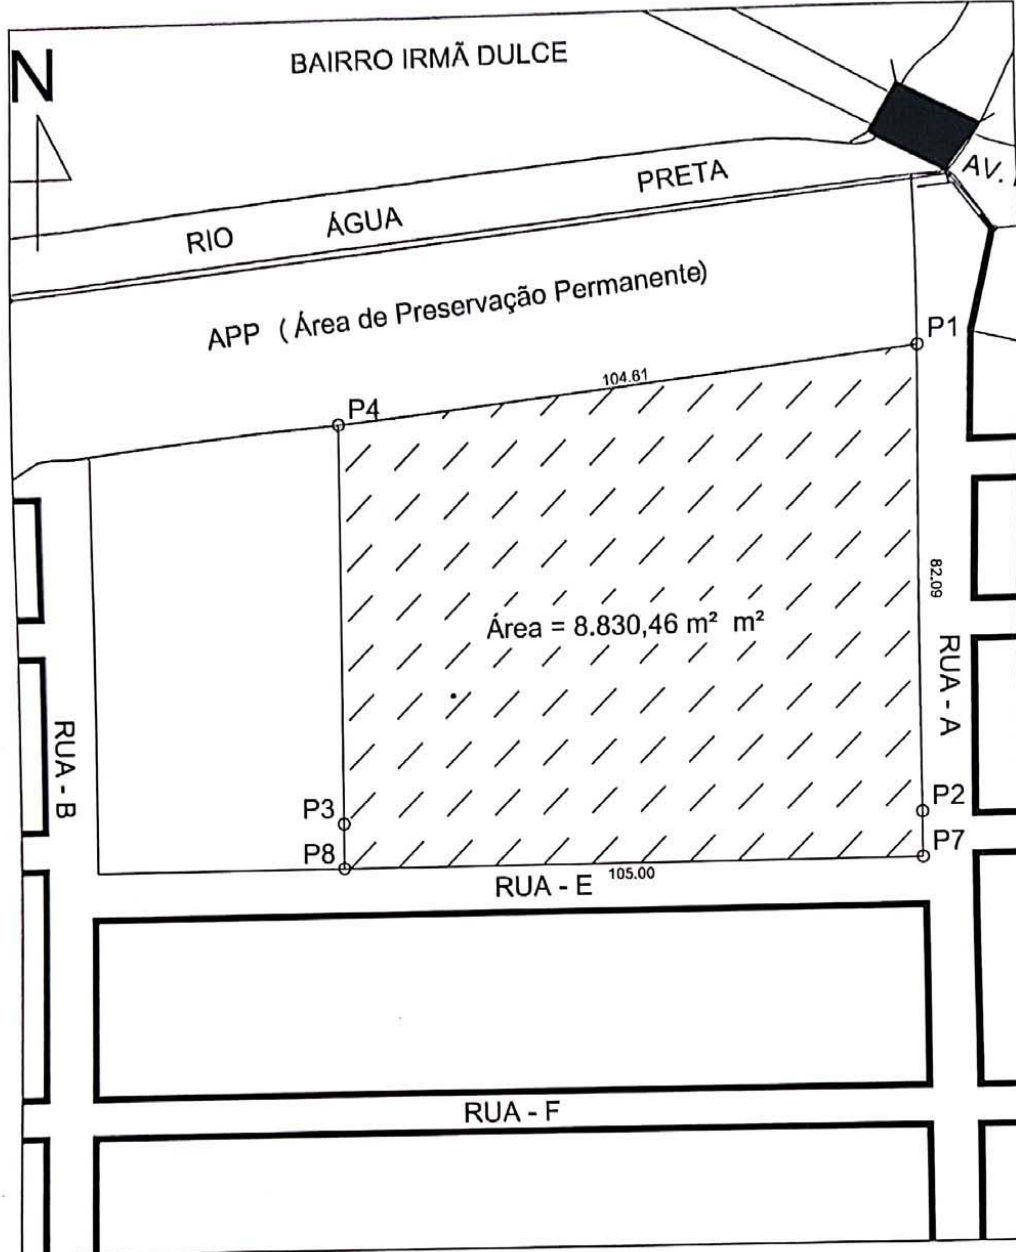 N
BAIRRO IRMÃ DULCE
AV.
RIO ÁGUA PRETA
APP ( Área de Preservação Permanente)
P1
104.61
P4
82.09
Área = 8.830,46 m² m²
RUA - A
RUA - B
P3
P2
P8
P7
RUA - E
105.00
RUA - F